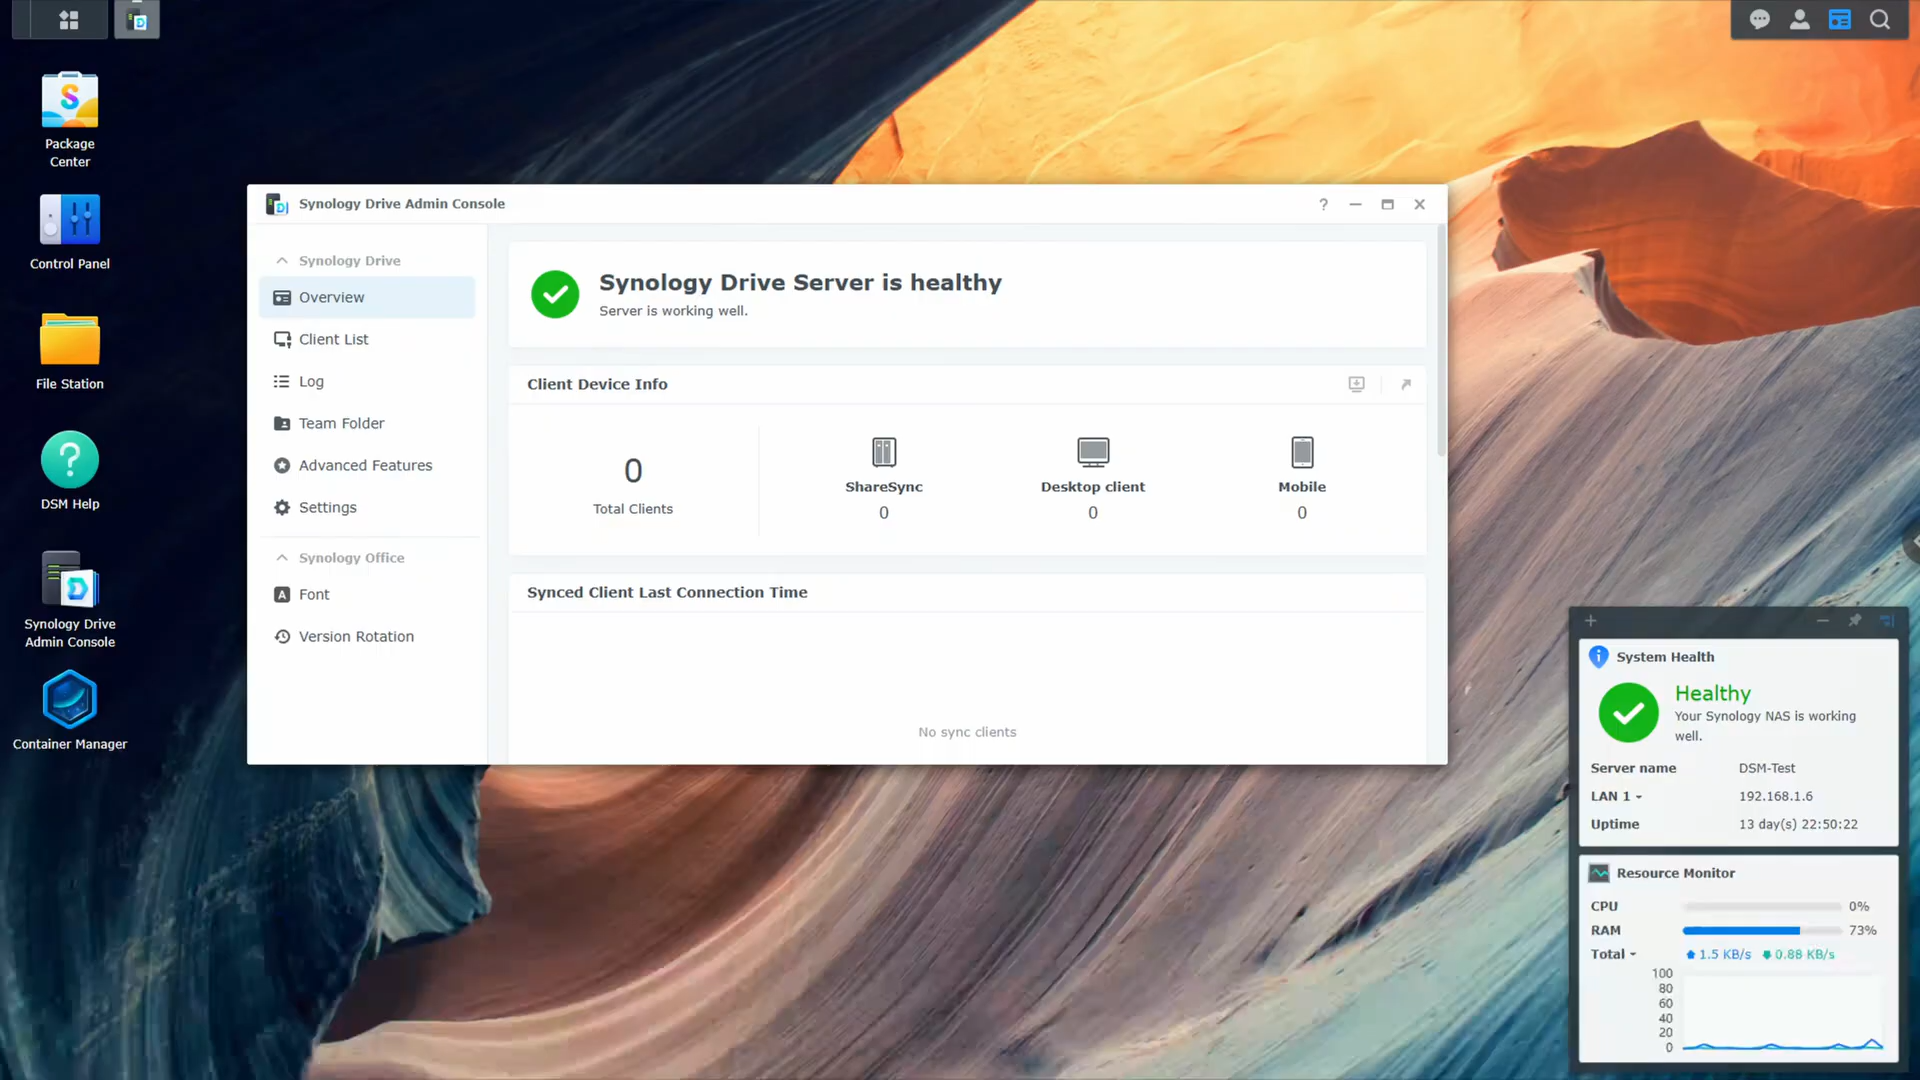 Package
Center
Control Panel
File Station
DSM Help
Synology Drive
Admin Console
Container Manager
Synology Drive Admin Console
?
Synology Drive
Overview
Client List
Log
Team Folder
Advanced Features
Settings
Synology Office
Font
Version Rotation
Synology Drive Server is healthy
Server is working well.
Client Device Info
0
Total Clients
ShareSync
0
Desktop client
0
Mobile
0
Synced Client Last Connection Time
No sync clients
System Health
Healthy
Your Synology NAS is working
well.
Server name DSM-Test
LAN 1 192.168.1.6
Uptime 13 day(s) 22:50:22
Resource Monitor
CPU 0%
RAM 73%
Total 1.5 KB/s 0.88 KB/s
100
80
60
40
20
0